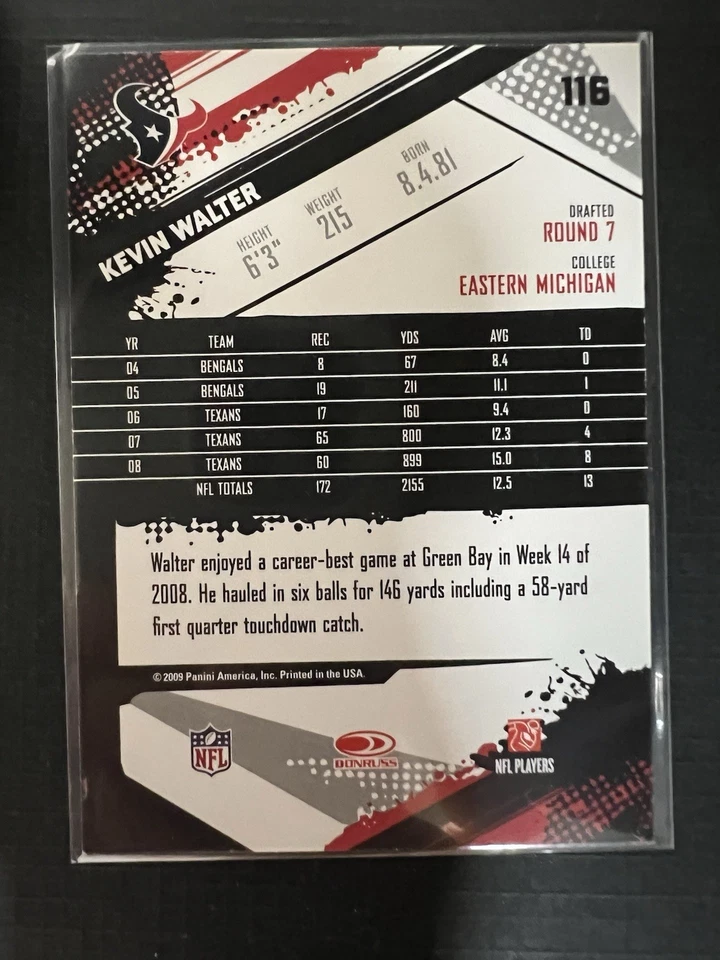 116
KEVIN WALTER
HEIGHT WEIGHT BORN
6'3" 215 8.4.81
DRAFTED
ROUND 7
COLLEGE
EASTERN MICHIGAN
YR TEAM REC YDS AVG TD
04 BENGALS 8 67 8.4 0
05 BENGALS 19 211 11.1 1
06 TEXANS 17 160 9.4 0
07 TEXANS 65 800 12.3 4
08 TEXANS 60 899 15.0 8
NFL TOTALS 172 2155 12.5 13
Walter enjoyed a career-best game at Green Bay in Week 14 of
2008. He hauled in six balls for 146 yards including a 58-yard
first quarter touchdown catch.
© 2009 Panini America, Inc. Printed in the USA.
NFL DONRUSS NFL PLAYERS